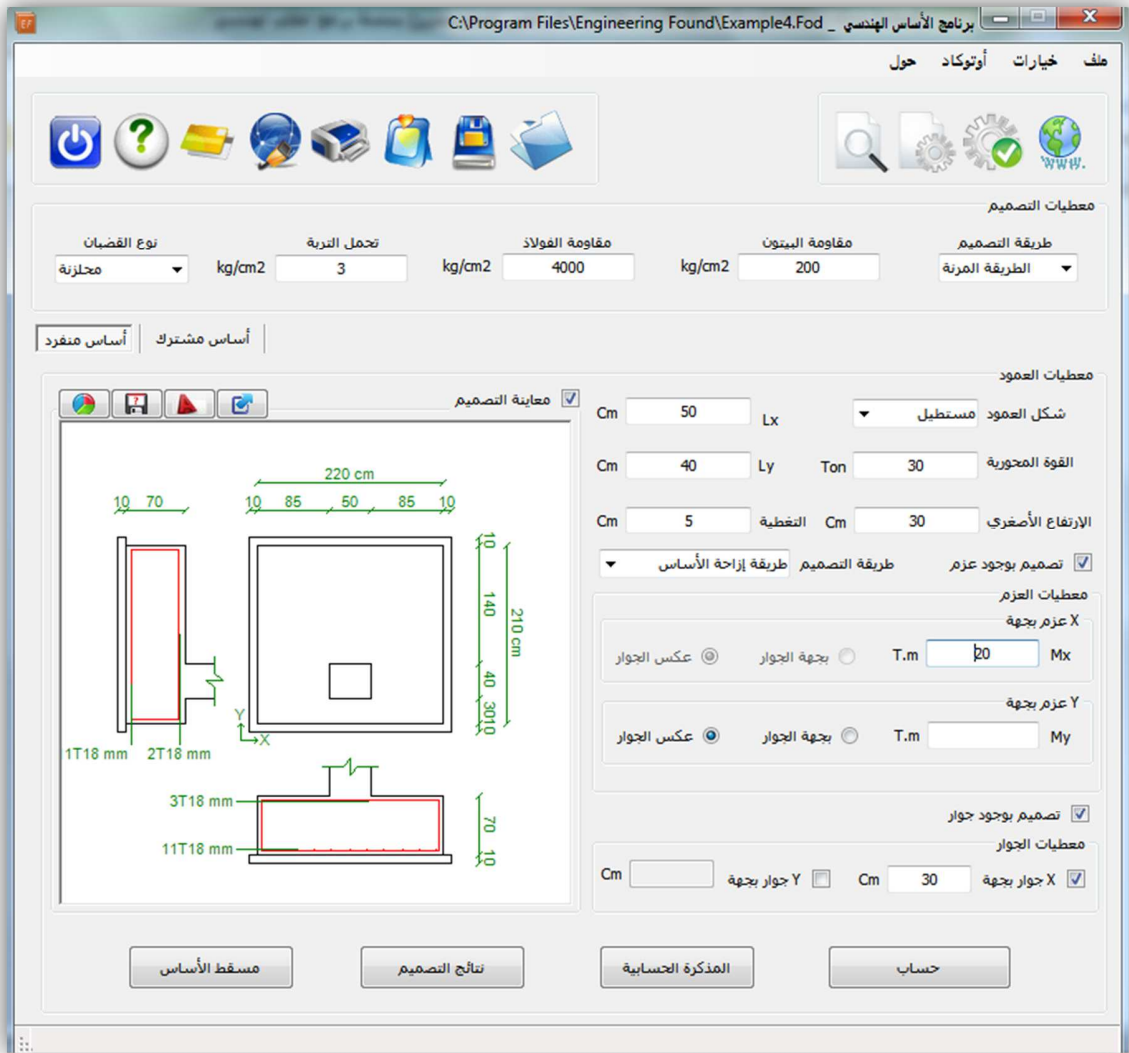 C:\Program Files\Engineering Found\Example4.Fod _ برنامج الأساس الهندسي
ملف خيارات أوتوكاد حول
WWW.
معطيات التصميم
طريقة التصميم
مقاومة البيتون
مقاومة الفولاذ
تحمل التربة
نوع القضبان
الطريقة المرنة
200 kg/cm2
4000 kg/cm2
3 kg/cm2
محلزنة
أساس مشترك
أساس منفرد
معطيات العمود
شكل العمود مستطيل
Lx 50 Cm
القوة المحورية 30 Ton
Ly 40 Cm
الإرتفاع الأصغري 30 Cm
التغطية 5 Cm
تصميم بوجود عزم
طريقة التصميم طريقة إزاحة الأساس
معطيات العزم
عزم بجهة X
Mx 20 T.m بجهة الجوار عكس الجوار
عزم بجهة Y
My T.m بجهة الجوار عكس الجوار
تصميم بوجود جوار
معطيات الجوار
جوار بجهة X 30 Cm
جوار بجهة Y Cm
معاينة التصميم
220 cm
10 85 50 85 10
10 70
10
140
210 cm
40
30
10
Y
X
1T18 mm 2T18 mm
3T18 mm
11T18 mm
70
10
حساب
المذكرة الحسابية
نتائج التصميم
مسقط الأساس